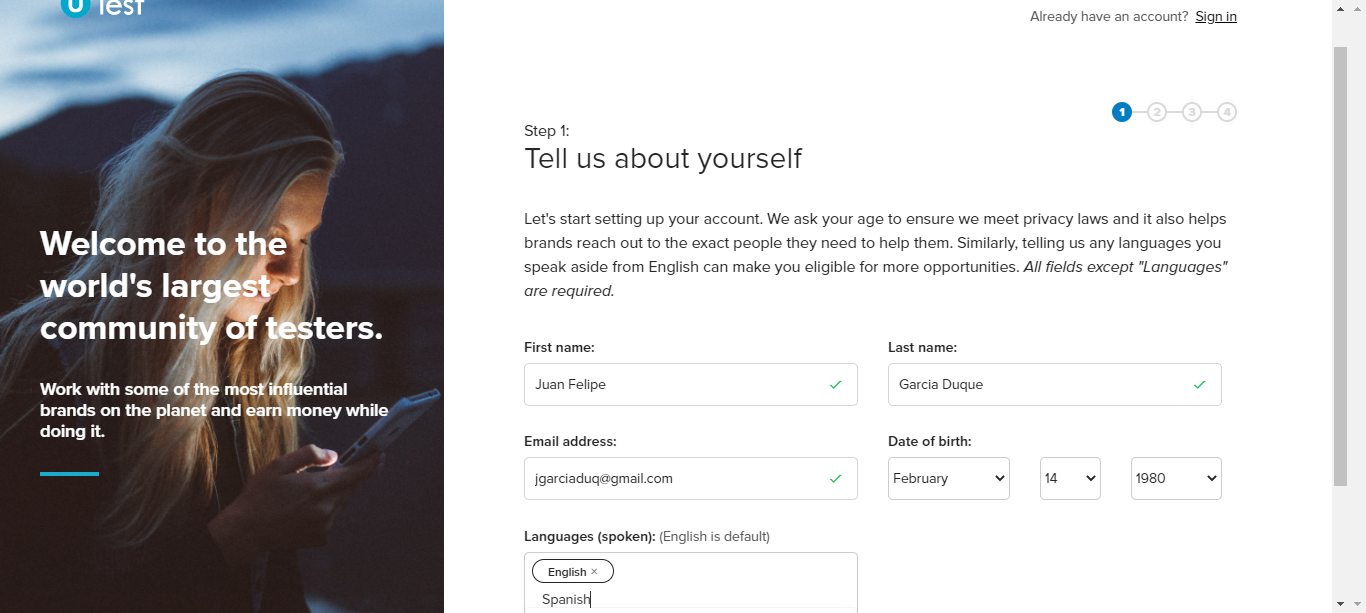 uTest
Already have an account? Sign in
1 2 3 4
Step 1:
Tell us about yourself
Let's start setting up your account. We ask your age to ensure we meet privacy laws and it also helps
brands reach out to the exact people they need to help them. Similarly, telling us any languages you
speak aside from English can make you eligible for more opportunities. All fields except "Languages"
are required.
Welcome to the
world's largest
community of testers.
Work with some of the most influential
brands on the planet and earn money while
doing it.
First name: Last name:
Juan Felipe Garcia Duque
Email address: Date of birth:
jgarciaduq@gmail.com February 14 1980
Languages (spoken): (English is default)
English ×
Spanish